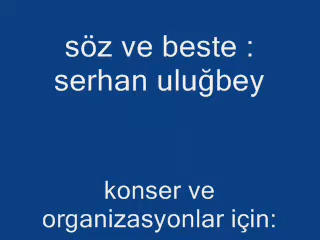 söz ve beste :
serhan uluğbey
konser ve
organizasyonlar için: